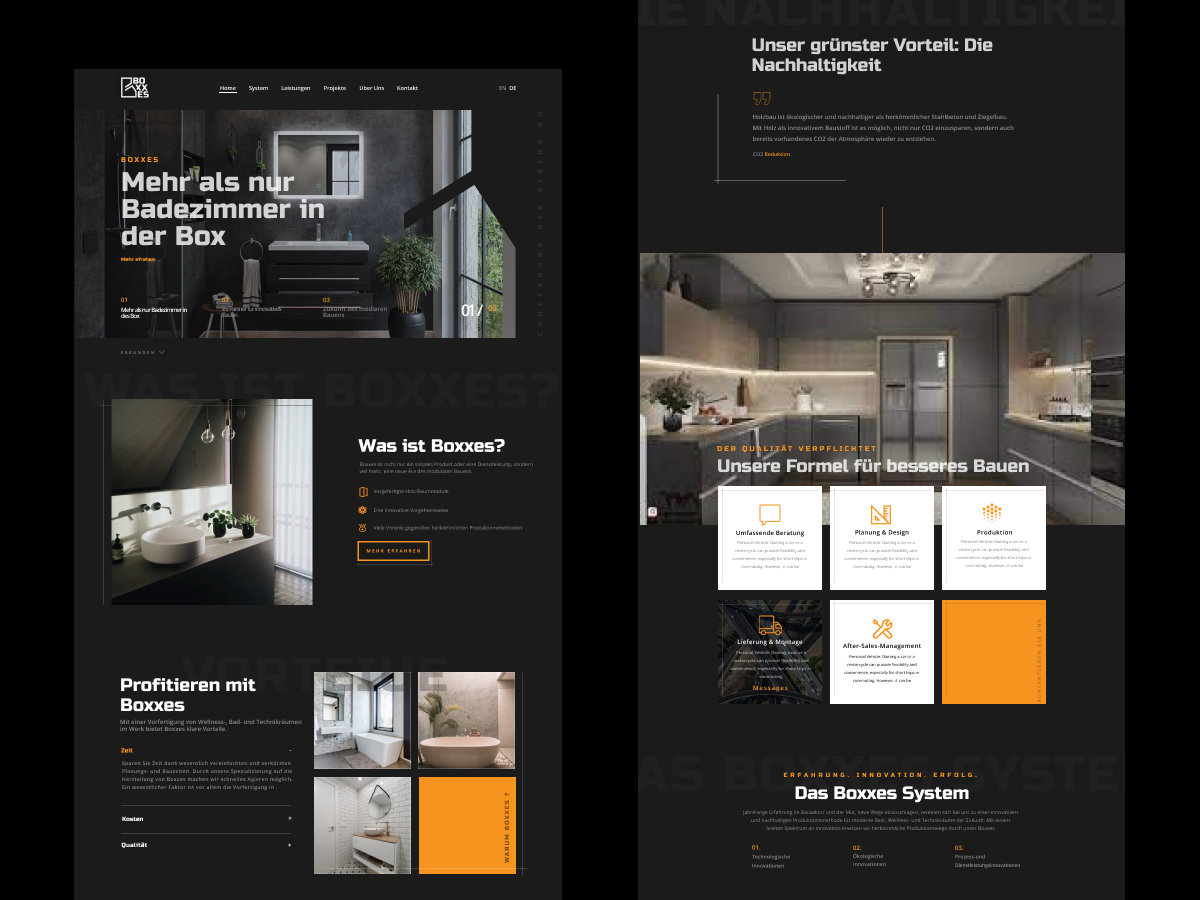 BO
XX
ES
Home System Leistungen Projekte Uber Uns Kontakt
EN DE
BOXXES
Mehr als nur
Badezimmer in
der Box
Mehr erfahren
01
Mehr als nur Badezimmer in
des Box
02
03
Zukunft des modlaren
Bauens
01 / 03
ERKUNDEN
WAS IST BOXXES?
Was ist Boxxes?
Boxxes ist nicht nur ein simples Produkt oder eine Dienstleistung, sondern
viel mehr, eine neue Ära des modularen Bauens.
Vorgefertigte Holz-Raummodule
Eine innovative Vorgehensweise
Viele Vorteile gegenüber herkömmlichen Produktionsmethoden
MEHR ERFAHREN
Profitieren mit
Boxxes
Mit einer Vorfertigung von Wellness-, Bad- und Technikräumen
im Werk bietet Boxxes klare Vorteile.
Zeit -
Sparen Sie Zeit dank wesentlich vereinfachten und verkürzten
Planungs- und Bauzeiten. Durch unsere Spezialisierung auf die
Herstellung von Boxxes machen wir schnelles Agieren möglich.
Ein wesentlicher Faktor ist vor allem die Vorfertigung in .
Kosten +
Qualität +
WARUM BOXXES ?
IE NACHHALTIGKEI
Unser grünster Vorteil: Die
Nachhaltigkeit
Holzbau ist ökologischer und nachhaltiger als herkömmlicher Stahlbeton und Ziegelbau.
Mit Holz als innovativem Baustoff ist es möglich, nicht nur CO2 einzusparen, sondern auch
bereits vorhandenes CO2 der Atmosphäre wieder zu entziehen.
CO2 Reduktion
DER QUALITÄT VERPFLICHTET
Unsere Formel für besseres Bauen
Umfassende Beratung
Personal Vehicle: Owning a car or a
motorcycle can provide flexibility and
convenience, especially for short trips or
commuting. However, it can be
Planung & Design
Personal Vehicle: Owning a car or a
motorcycle can provide flexibility and
convenience, especially for short trips or
commuting. However, it can be
Produktion
Personal Vehicle: Owning a car or a
motorcycle can provide flexibility and
convenience, especially for short trips or
commuting. However, it can be
Lieferung & Montage
Personal Vehicle: Owning a car or a
motorcycle can provide flexibility and
convenience, especially for short trips or
commuting.
Messages
After-Sales-Management
Personal Vehicle: Owning a car or a
motorcycle can provide flexibility and
convenience, especially for short trips or
commuting. However, it can be
KONTAKTIEREN SIE UNS
ERFAHRUNG. INNOVATION. ERFOLG.
Das Boxxes System
Jahrelange Erfahrung im Bausektor und der Mut, neue Wege einzuschlagen, vereinen sich bei uns zu einer innovativen
und nachhaltigen Produktionsmethode für moderne Bad-, Wellness- und Technikräume der Zukunft. Mit einem
breiten Spektrum an Innovation ersetzen wir herkömmliche Produktionswege durch unser Boxxes
01.
Technologische
Innovationen
02.
Ökologische
Innovationen
03.
Prozess-und
Dienstleistungsinnovationen